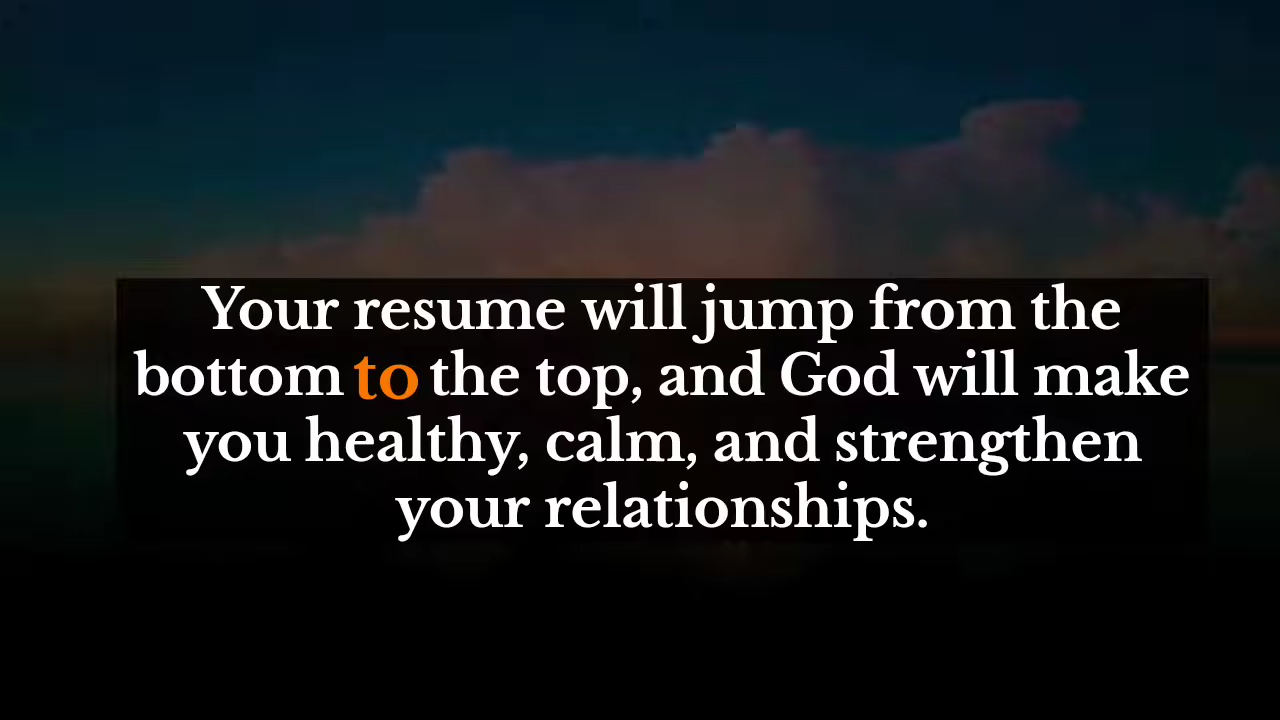 Your resume will jump from the
bottom to the top, and God will make
you healthy, calm, and strengthen
your relationships.